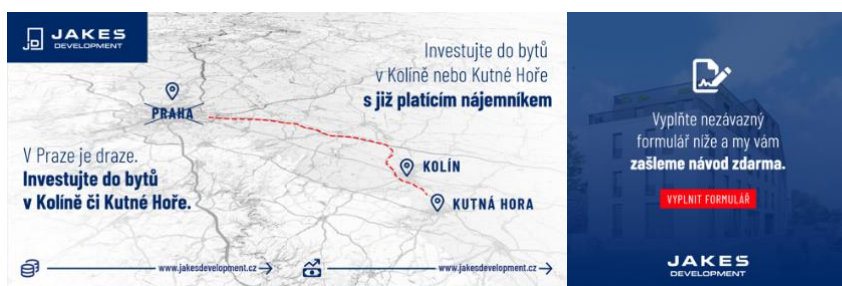 JAKES
DEVELOPMENT
Investujte do bytů
v Kolíně nebo Kutné Hoře
s již platícím nájemníkem
PRAHA
V Praze je draze.
Investujte do bytů
v Kolíně či Kutné Hoře.
KOLÍN
KUTNÁ HORA
www.jakesdevelopment.cz
www.jakesdevelopment.cz
Vyplňte nezávazný
formulář níže a my vám
zašleme návod zdarma.
VYPLNIT FORMULÁŘ
JAKES
DEVELOPMENT